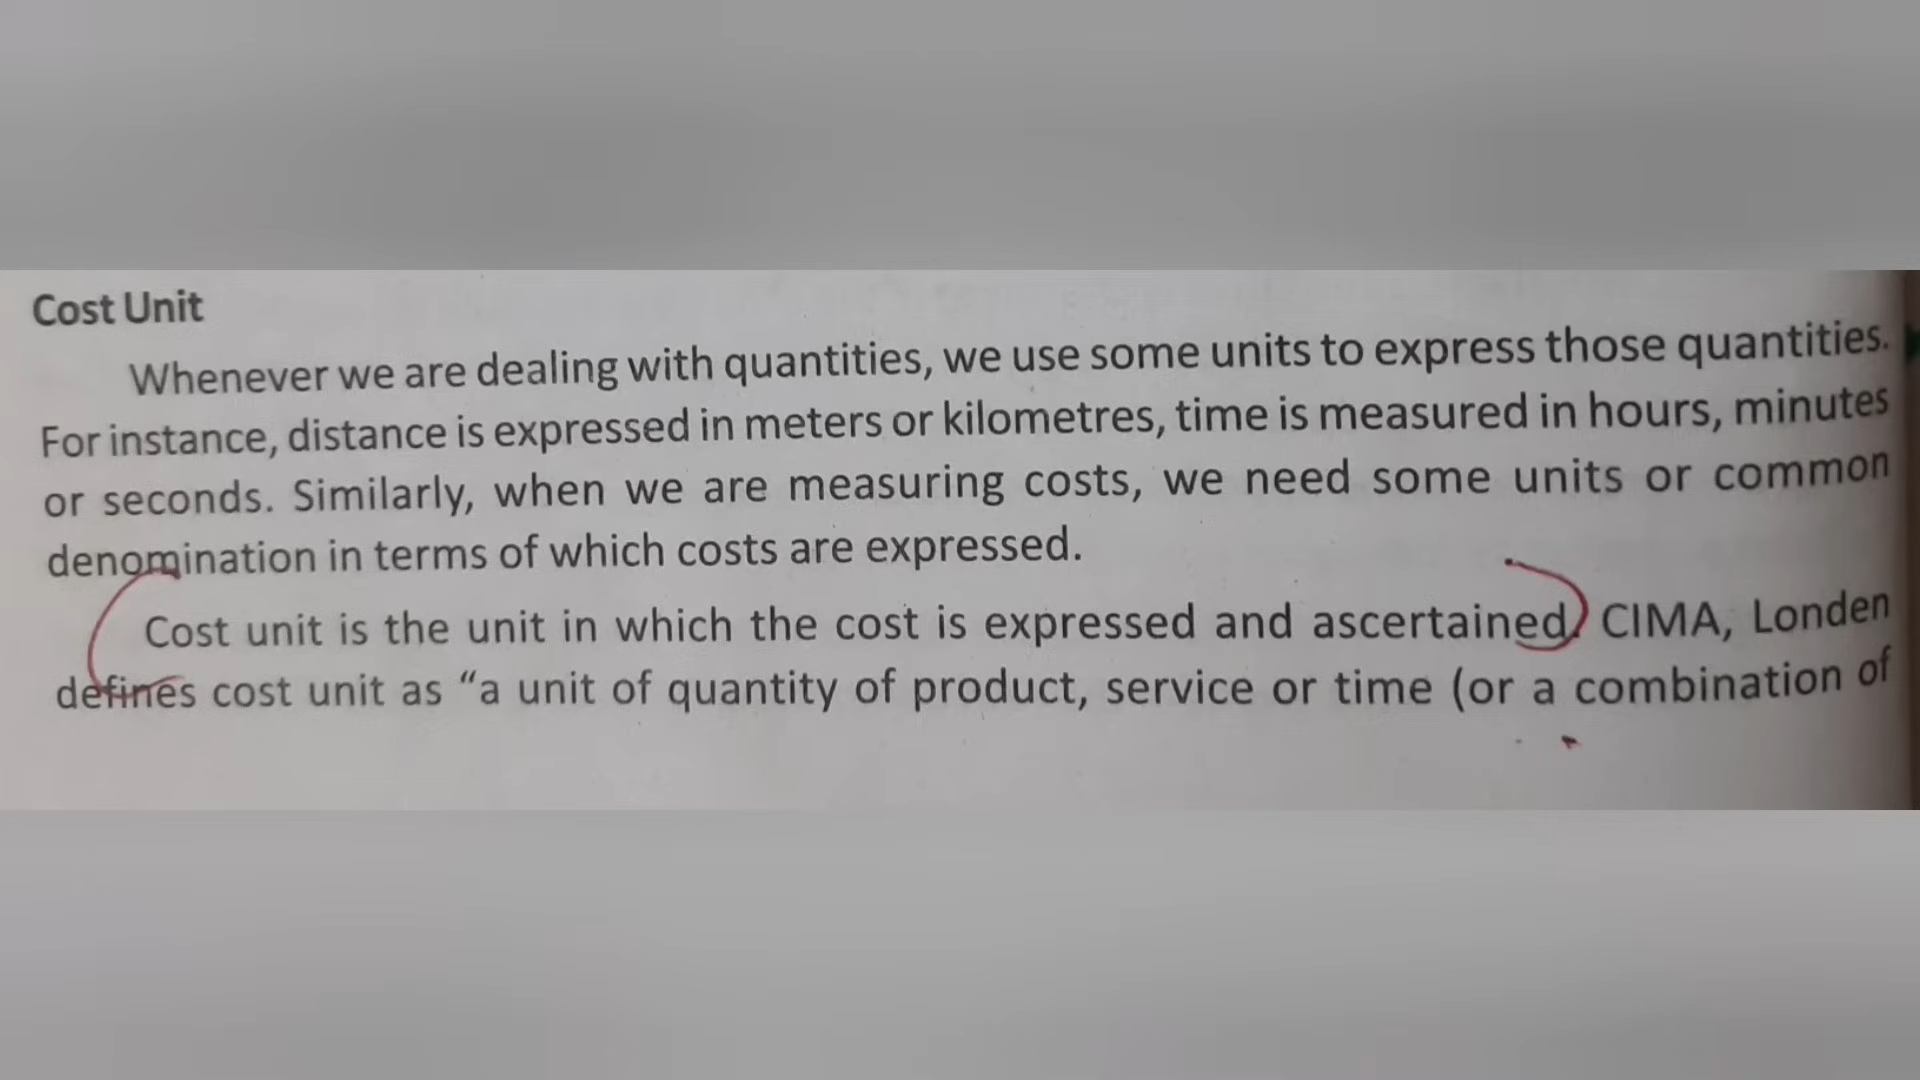 Cost Unit
Whenever we are dealing with quantities, we use some units to express those quantities.
For instance, distance is expressed in meters or kilometres, time is measured in hours, minutes
or seconds. Similarly, when we are measuring costs, we need some units or common
denomination in terms of which costs are expressed.
Cost unit is the unit in which the cost is expressed and ascertained. CIMA, Londen
defines cost unit as “a unit of quantity of product, service or time (or a combination of